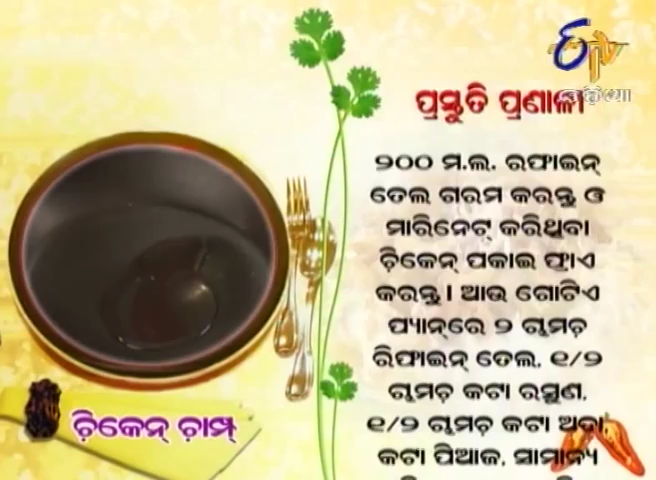 ETV
ଓଡ଼ିଆ
ପ୍ରସ୍ତୁତି ପ୍ରଣାଳୀ
୨୦୦ ମ.ଲ. ରଫାଇନ୍
ତେଲ ଗରମ କରନ୍ତୁ ଓ
ମାରିନେଟ୍ କରିଥିବା
ଚିକେନ୍ ପକାଇ ଫ୍ରାଏ
କରନ୍ତୁ। ଆଉ ଗୋଟିଏ
ପ୍ୟାନ୍‌ରେ ୨ ଚାମଚ
ରିଫାଇନ୍ ତେଲ, ୧/୨
ଚାମଚ କଟା ରସୁଣ,
୧/୨ ଚାମଚ କଟା ଅଦା
କଟା ପିଆଜ, ସାମାନ୍ୟ
ଚିକେନ୍ ଚାମ୍ପ୍